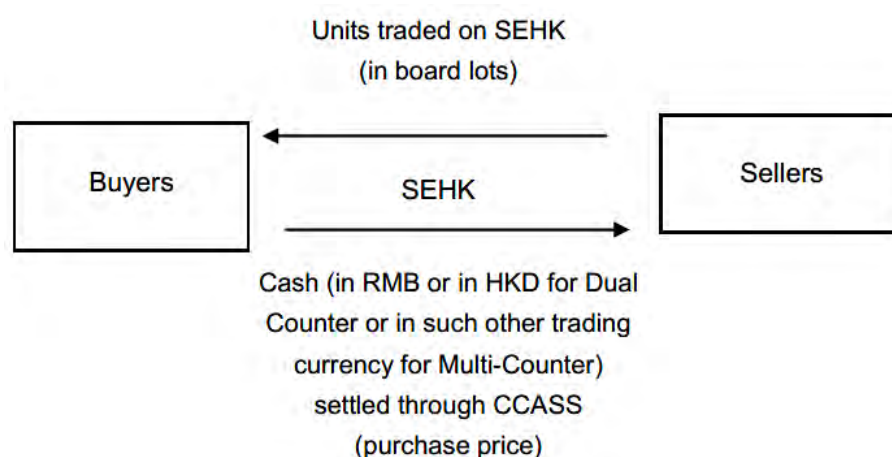 Units traded on SEHK
(in board lots)
Buyers
SEHK
Sellers
Cash (in RMB or in HKD for Dual
Counter or in such other trading
currency for Multi-Counter)
settled through CCASS
(purchase price)